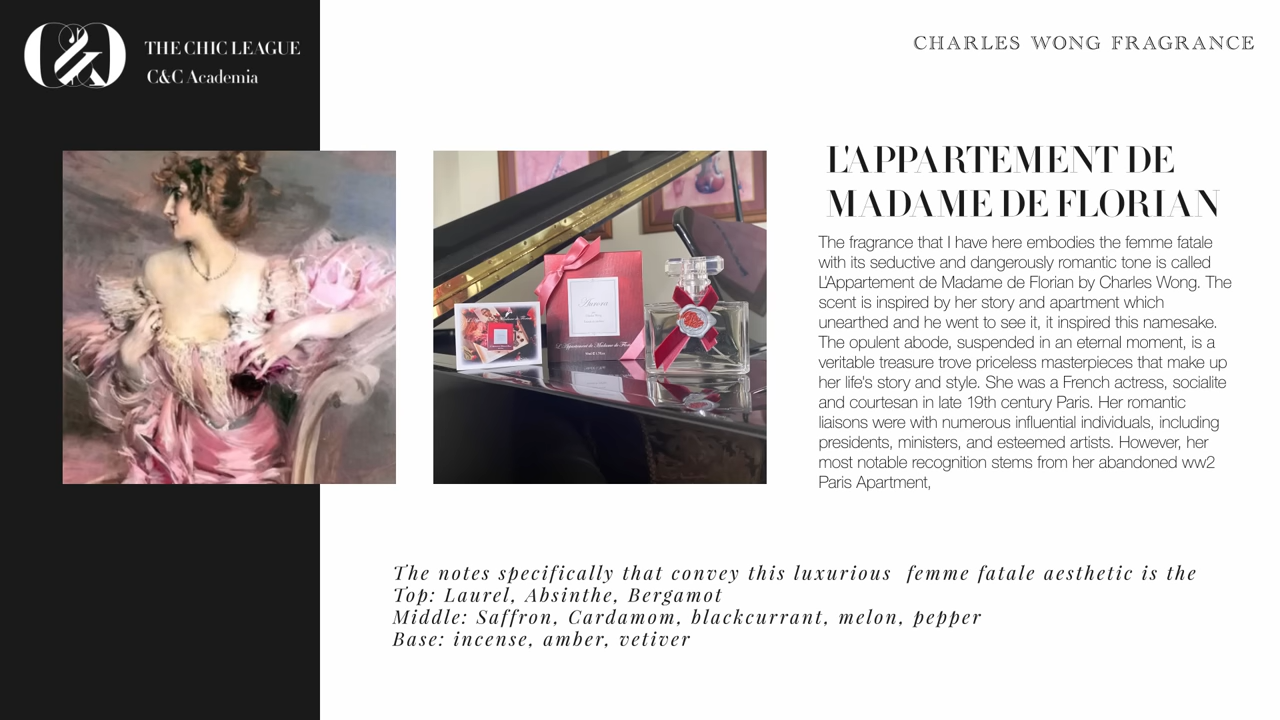 THE CHIC LEAGUE
C&C Academia
CHARLES WONG FRAGRANCE
L'APPARTEMENT DE
MADAME DE FLORIAN
The fragrance that I have here embodies the femme fatale
with its seductive and dangerously romantic tone is called
L'Appartement de Madame de Florian by Charles Wong. The
scent is inspired by her story and apartment which
unearthed and he went to see it, it inspired this namesake.
The opulent abode, suspended in an eternal moment, is a
veritable treasure trove priceless masterpieces that make up
her life's story and style. She was a French actress, socialite
and courtesan in late 19th century Paris. Her romantic
liaisons were with numerous influential individuals, including
presidents, ministers, and esteemed artists. However, her
most notable recognition stems from her abandoned ww2
Paris Apartment,
Aurora
L'Appartement de Madame de Florian
The notes specifically that convey this luxurious femme fatale aesthetic is the
Top: Laurel, Absinthe, Bergamot
Middle: Saffron, Cardamom, blackcurrant, melon, pepper
Base: incense, amber, vetiver